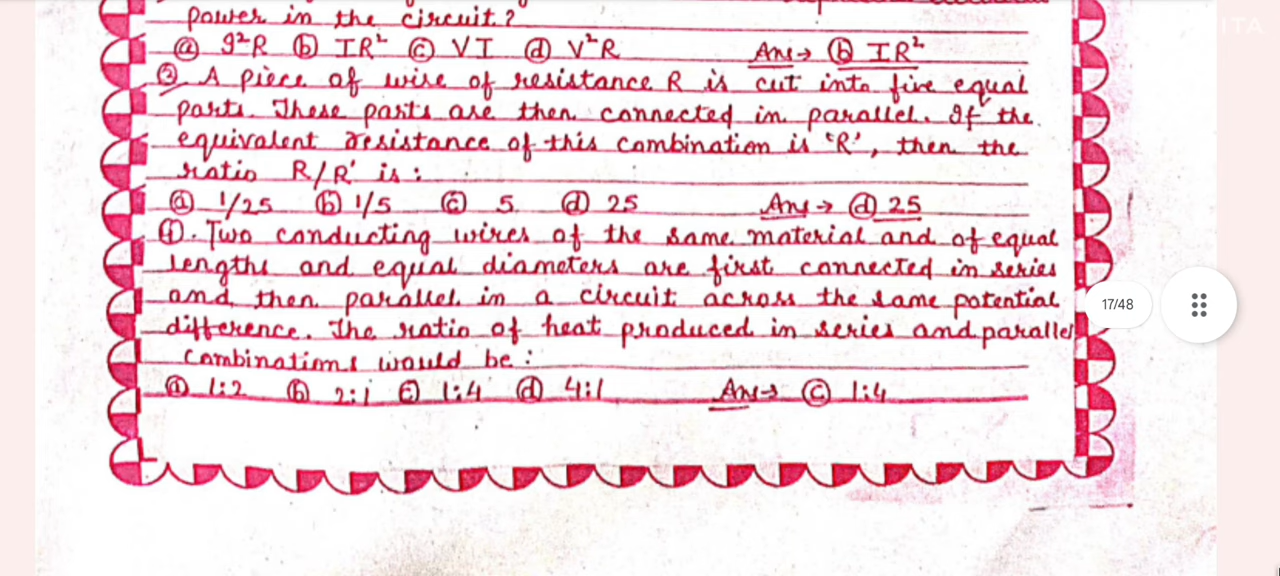 power in the circuit?
ⓐ I²R ⓑ IR² ⓒ VI ⓓ V²R Ans → ⓑ IR²
③ A piece of wire of resistance R is cut into five equal
parts. These parts are then connected in parallel. If the
equivalent resistance of this combination is 'R', then the
ratio R/R' is :
ⓐ 1/25 ⓑ 1/5 ⓒ 5 ⓓ 25 Ans → ⓓ 25
④. Two conducting wires of the same material and of equal
lengths and equal diameters are first connected in series
and then parallel in a circuit across the same potential
difference. The ratio of heat produced in series and parallel
combinations would be :
ⓐ 1:2 ⓑ 2:1 ⓒ 1:4 ⓓ 4:1 Ans → ⓒ 1:4
17/48